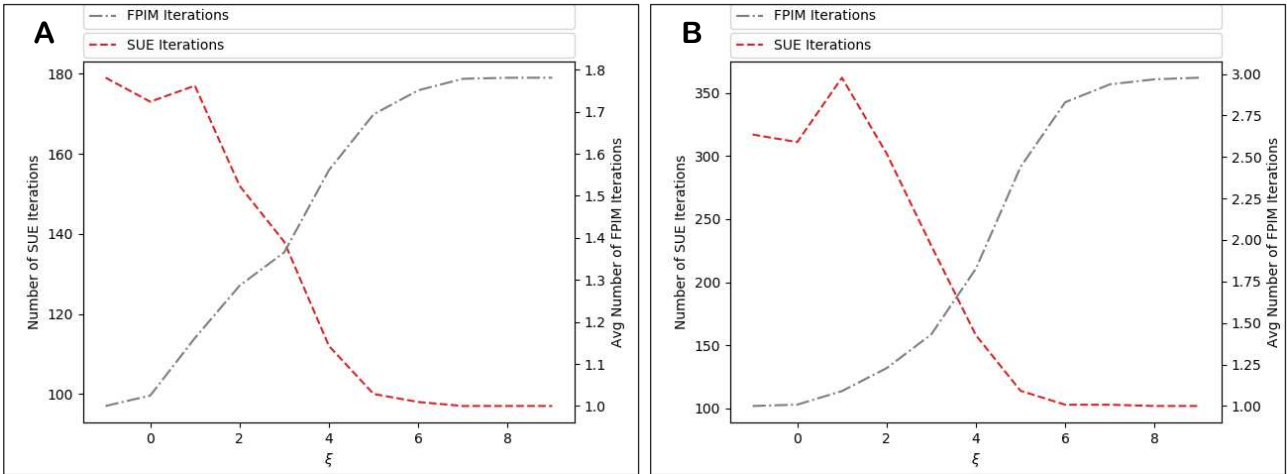 A
FPIM Iterations
SUE Iterations
180
160
140
120
100
Number of SUE Iterations
1.8
1.7
1.6
1.5
1.4
1.3
1.2
1.1
1.0
Avg Number of FPIM Iterations
0 2 4 6 8
ξ
B
FPIM Iterations
SUE Iterations
350
300
250
200
150
100
Number of SUE Iterations
3.00
2.75
2.50
2.25
2.00
1.75
1.50
1.25
1.00
Avg Number of FPIM Iterations
0 2 4 6 8
ξ